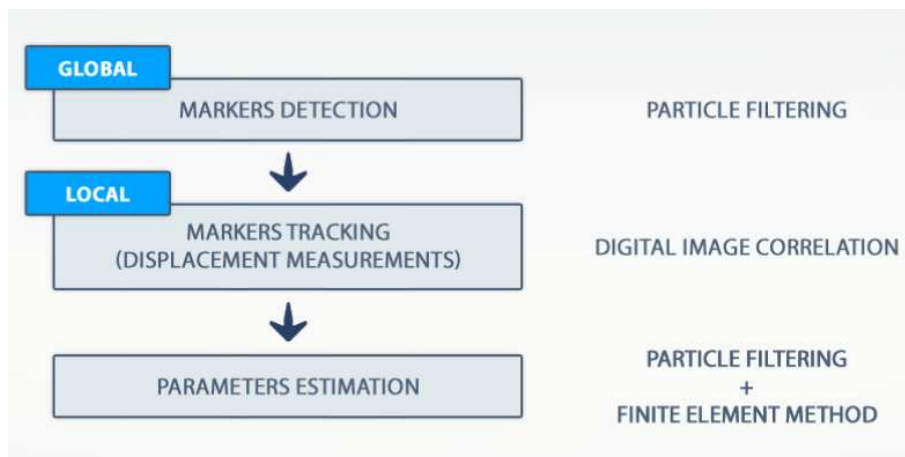 GLOBAL
MARKERS DETECTION
PARTICLE FILTERING
LOCAL
MARKERS TRACKING
(DISPLACEMENT MEASUREMENTS)
DIGITAL IMAGE CORRELATION
PARAMETERS ESTIMATION
PARTICLE FILTERING
+
FINITE ELEMENT METHOD